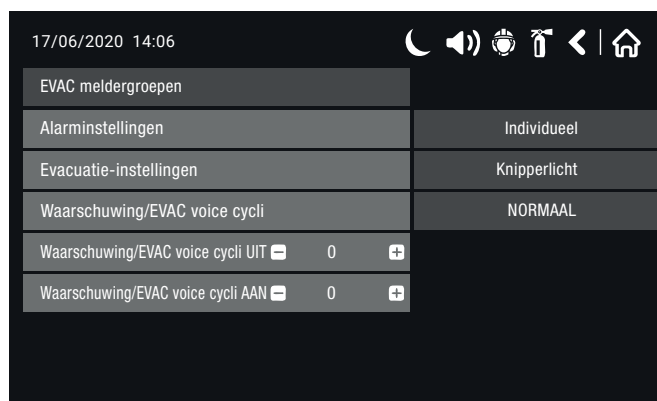 17/06/2020 14:06
EVAC meldergroepen
Alarminstellingen Individueel
Evacuatie-instellingen Knipperlicht
Waarschuwing/EVAC voice cycli NORMAAL
Waarschuwing/EVAC voice cycli UIT - 0 +
Waarschuwing/EVAC voice cycli AAN - 0 +